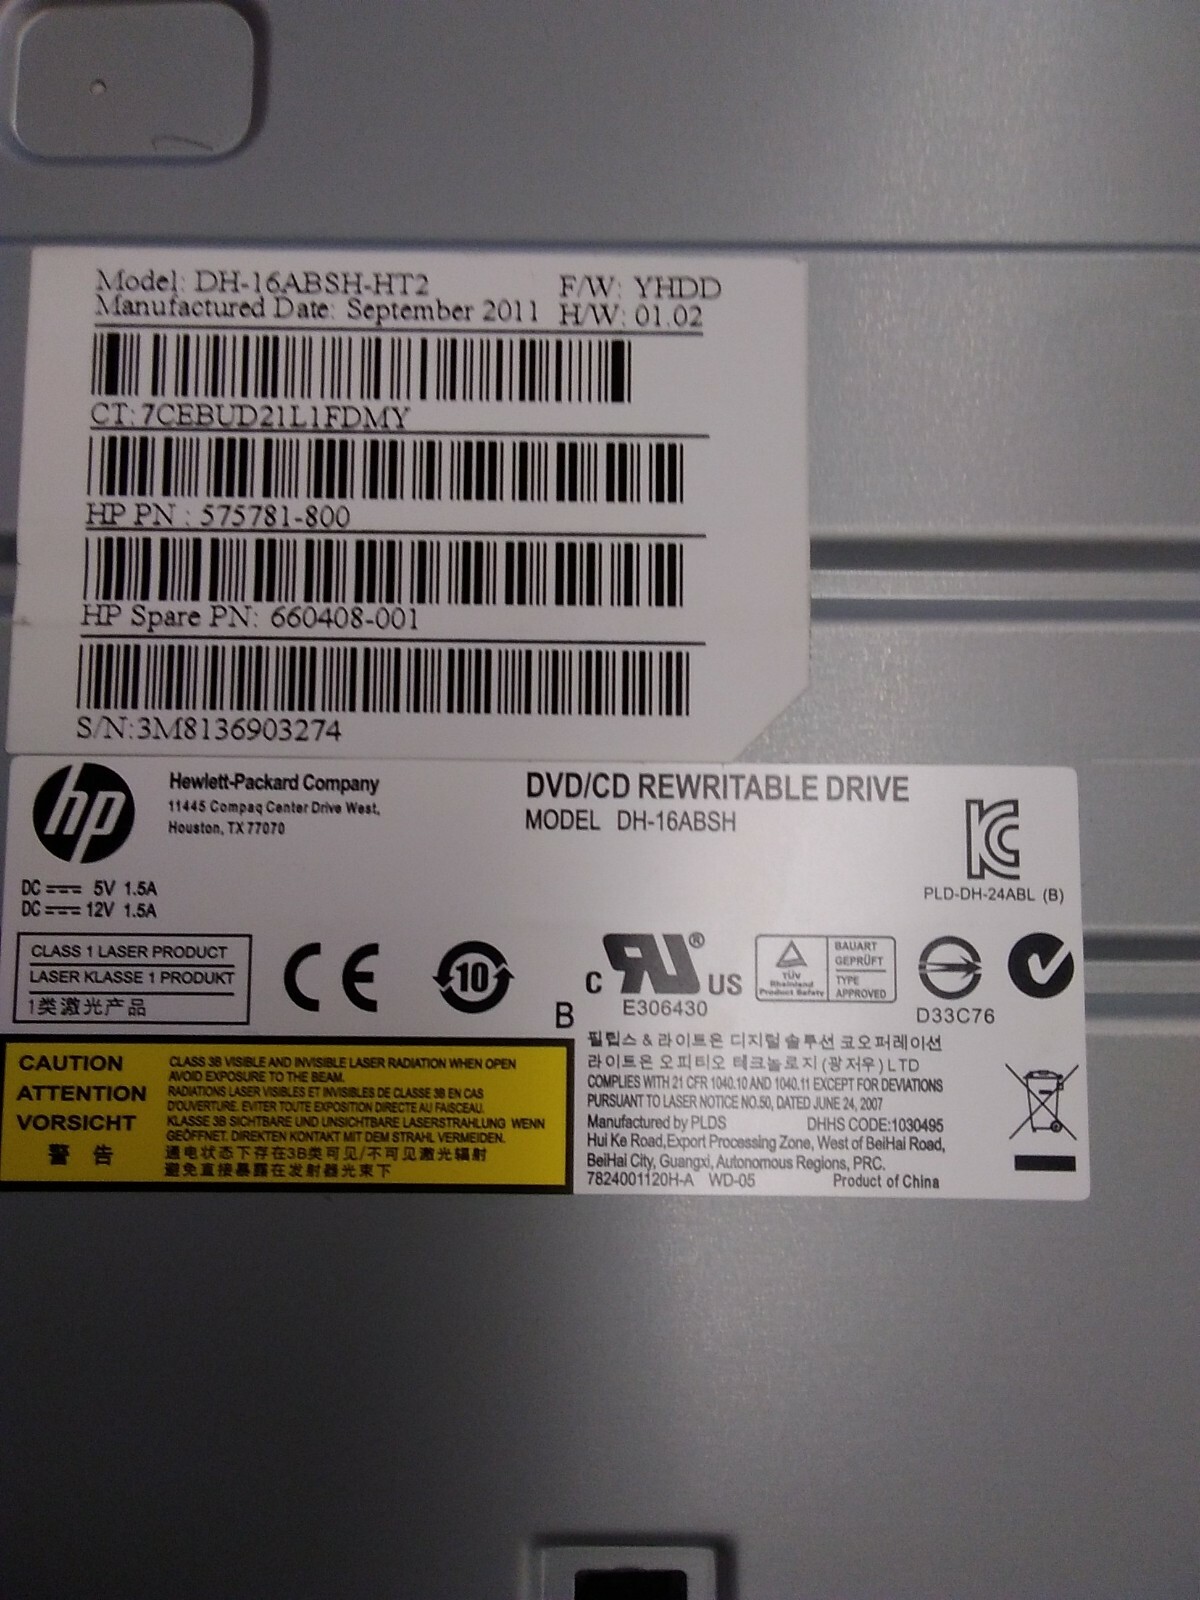 Model: DH-16ABSH-HT2 F/W: YHDD
Manufactured Date: September 2011 H/W: 01.02
CT: 7CEBUD21L1FDMY
HP PN : 575781-800
HP Spare PN: 660408-001
S/N:3M8136903274
hp
Hewlett-Packard Company
11445 Compaq Center Drive West,
Houston, TX 77070
DVD/CD REWRITABLE DRIVE
MODEL DH-16ABSH
PLD-DH-24ABL (B)
DC 5V 1.5A
DC 12V 1.5A
CLASS 1 LASER PRODUCT
LASER KLASSE 1 PRODUKT
1类激光产品
CE
10
B
C RU® US
E306430
TÜV
Rheinland
Product Safety
BAUART
GEPRÜFT
TYPE
APPROVED
D33C76
CAUTION
ATTENTION
VORSICHT
警 告
CLASS 3B VISIBLE AND INVISIBLE LASER RADIATION WHEN OPEN
AVOID EXPOSURE TO THE BEAM.
RADIATIONS LASER VISIBLES ET INVISIBLES DE CLASSE 3B EN CAS
D'OUVERTURE. EVITER TOUTE EXPOSITION DIRECTE AU FAISCEAU.
KLASSE 3B SICHTBARE UND UNSICHTBARE LASERSTRAHLUNG WENN
GEÖFFNET. DIREKTEN KONTAKT MIT DEM STRAHL VERMEIDEN.
通电状态下存在3B类可见/不可见激光辐射
避免直接暴露在发射器光束下
필립스 & 라이트온 디지털 솔루션 코오퍼레이션
라이트온 오피티오 테크놀로지(광저우)LTD
COMPLIES WITH 21 CFR 1040.10 AND 1040.11 EXCEPT FOR DEVIATIONS
PURSUANT TO LASER NOTICE NO.50, DATED JUNE 24, 2007
Manufactured by PLDS DHHS CODE:1030495
Hui Ke Road,Export Processing Zone, West of BeiHai Road,
BeiHai City, Guangxi, Autonomous Regions, PRC.
7824001120H-A WD-05 Product of China